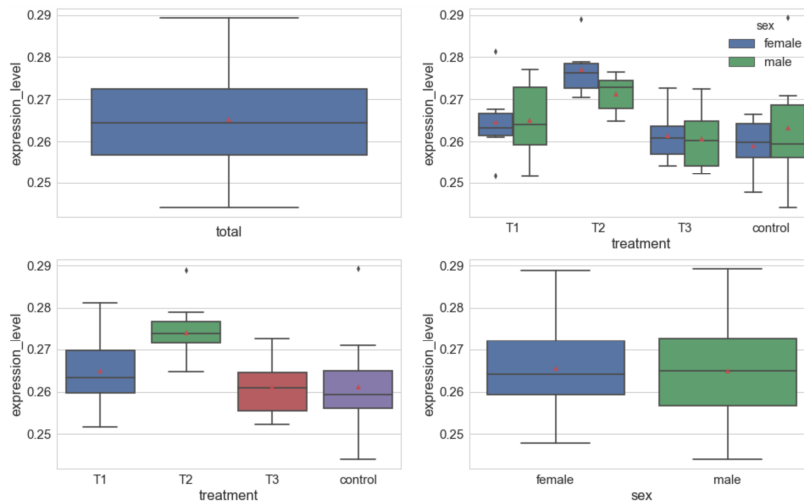 0.29
0.28
0.27
0.26
0.25
expression_level
total
0.29
0.28
0.27
0.26
0.25
expression_level
sex
female
male
T1 T2 T3 control
treatment
0.29
0.28
0.27
0.26
0.25
expression_level
T1 T2 T3 control
treatment
0.29
0.28
0.27
0.26
0.25
expression_level
female male
sex